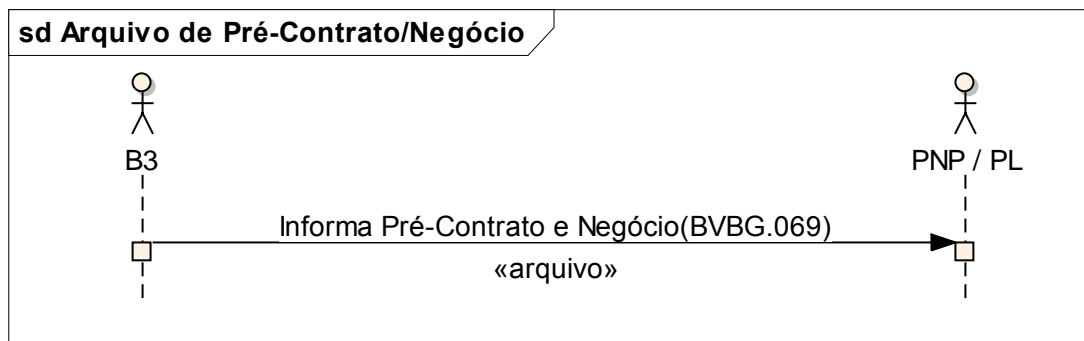 sd Arquivo de Pré-Contrato/Negócio
B3
PNP / PL
Informa Pré-Contrato e Negócio(BVBG.069)
«arquivo»